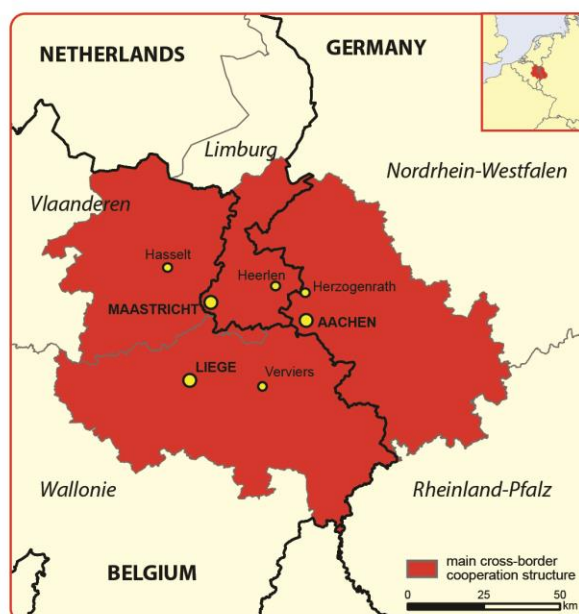 NETHERLANDS
GERMANY
Limburg
Nordrhein-Westfalen
Vlaanderen
Hasselt
Heerlen
Herzogenrath
MAASTRICHT
AACHEN
LIEGE
Verviers
Wallonie
Rheinland-Pfalz
BELGIUM
main cross-border
cooperation structure
0 25 50
km